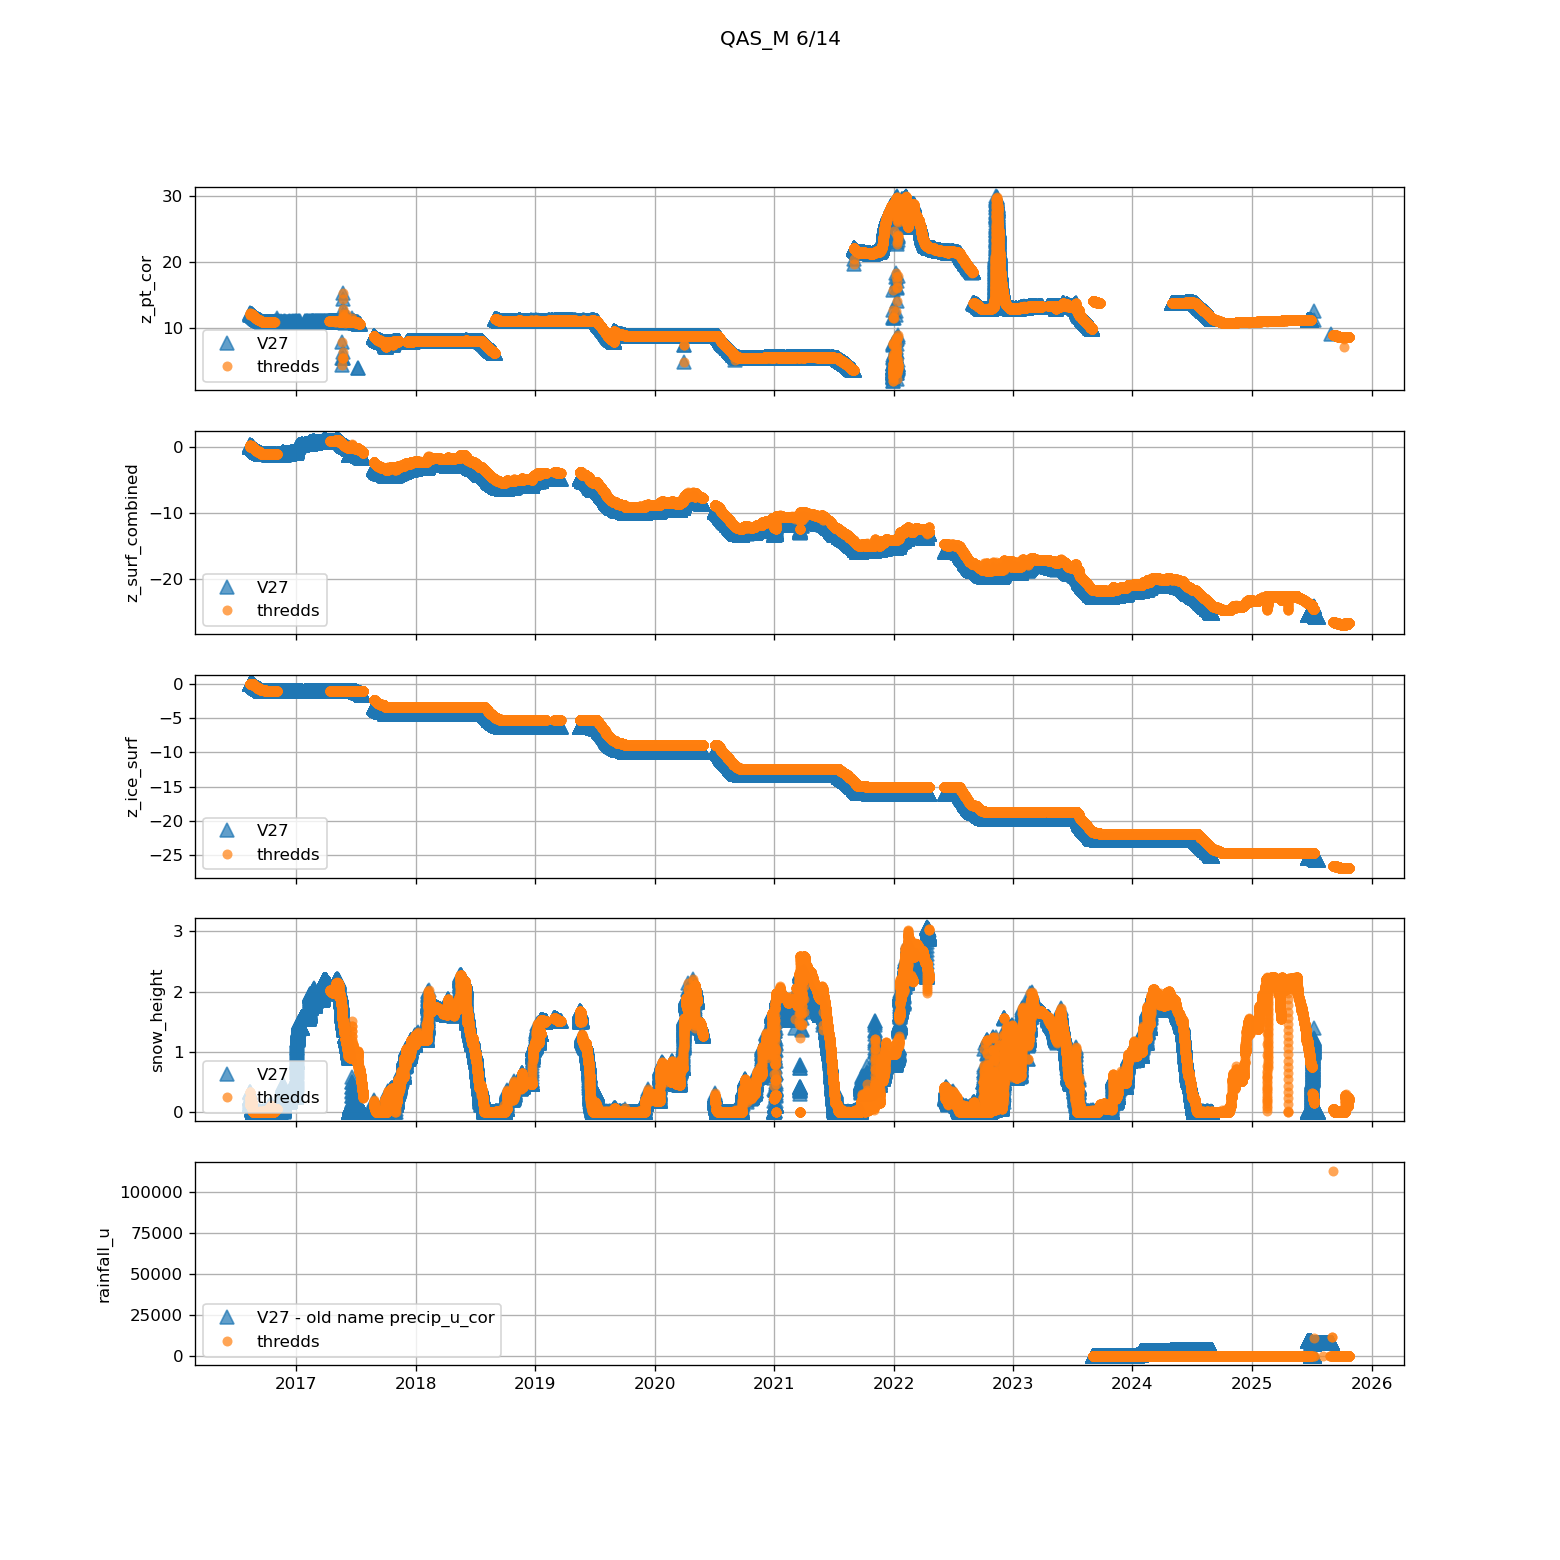 QAS_M 6/14
z_pt_cor
30
20
10
V27
thredds
z_surf_combined
0
−10
−20
V27
thredds
z_ice_surf
0
−5
−10
−15
−20
−25
V27
thredds
snow_height
3
2
1
0
V27
thredds
rainfall_u
100000
75000
50000
25000
0
V27 - old name precip_u_cor
thredds
2017 2018 2019 2020 2021 2022 2023 2024 2025 2026